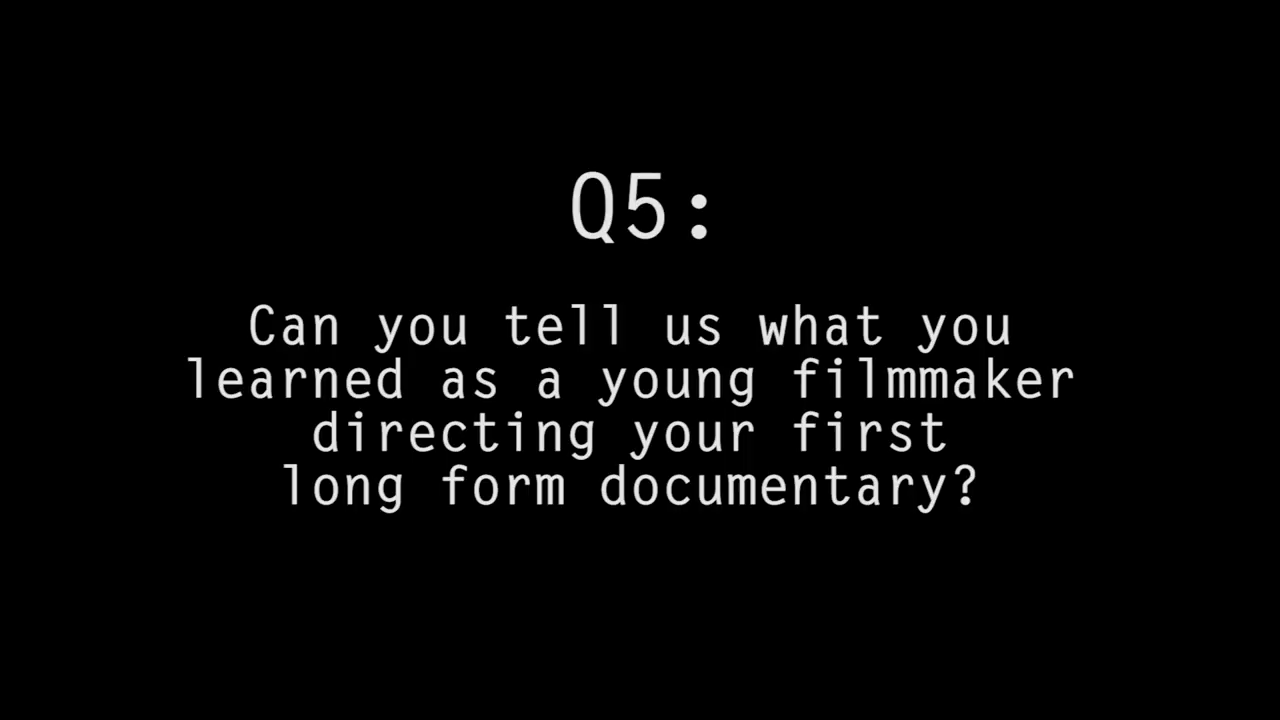 Q5:
Can you tell us what you
learned as a young filmmaker
directing your first
long form documentary?